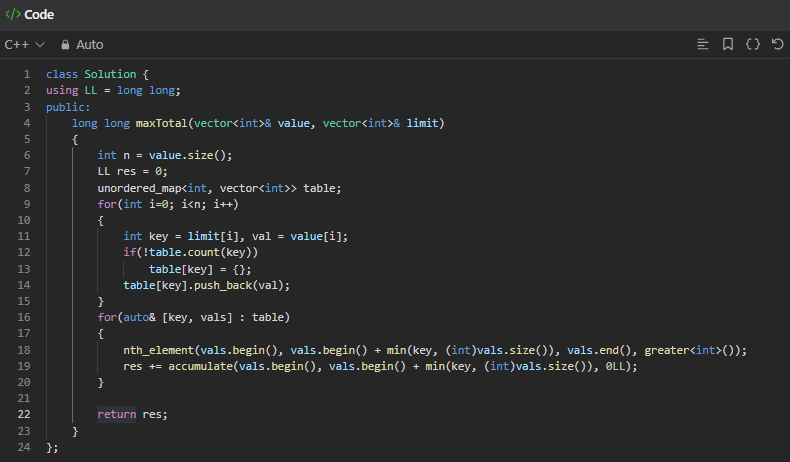 </> Code
C++ Auto
1 class Solution {
2 using LL = long long;
3 public:
4     long long maxTotal(vector<int>& value, vector<int>& limit)
5     {
6         int n = value.size();
7         LL res = 0;
8         unordered_map<int, vector<int>> table;
9         for(int i=0; i<n; i++)
10         {
11             int key = limit[i], val = value[i];
12             if(!table.count(key))
13                 table[key] = {};
14             table[key].push_back(val);
15         }
16         for(auto& [key, vals] : table)
17         {
18             nth_element(vals.begin(), vals.begin() + min(key, (int)vals.size()), vals.end(), greater<int>());
19             res += accumulate(vals.begin(), vals.begin() + min(key, (int)vals.size()), 0LL);
20         }
21
22         return res;
23     }
24 };